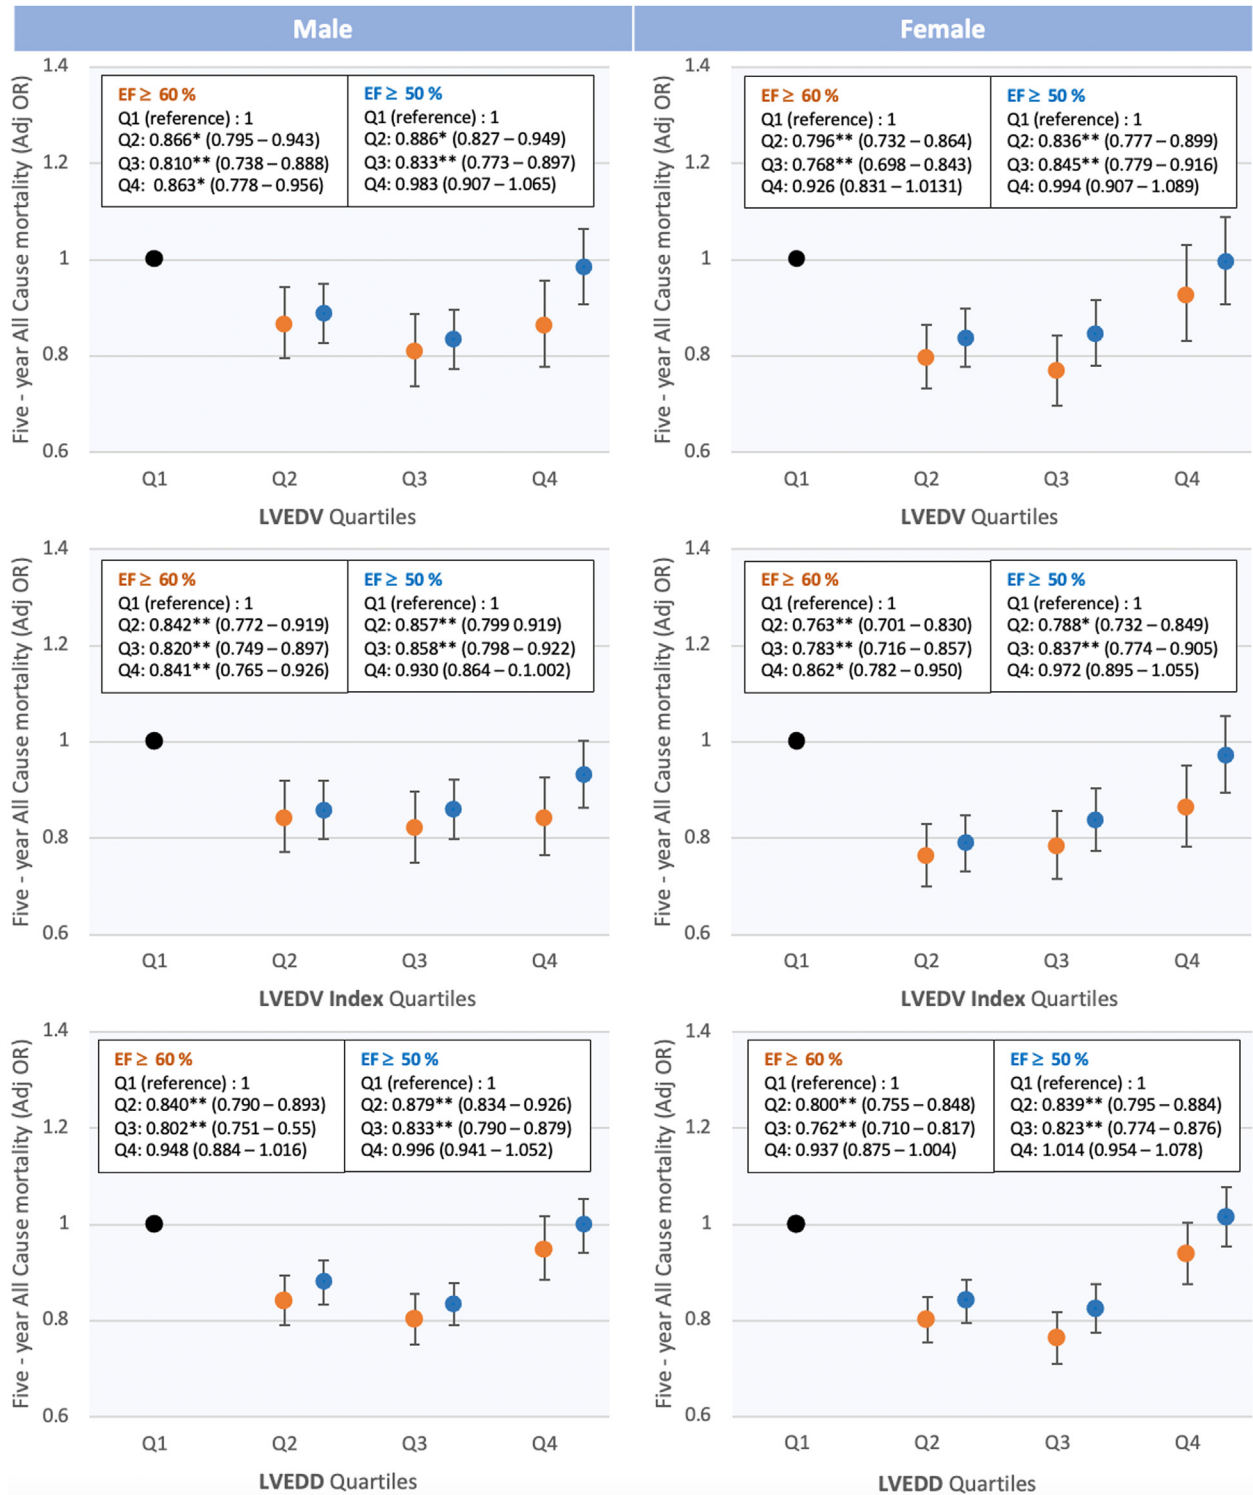 Male
Female
Five - year All Cause mortality (Adj OR)
1.4
1.2
1
0.8
0.6
EF ≥ 60 %
Q1 (reference) : 1
Q2: 0.866* (0.795 – 0.943)
Q3: 0.810** (0.738 – 0.888)
Q4: 0.863* (0.778 – 0.956)
EF ≥ 50 %
Q1 (reference) : 1
Q2: 0.886* (0.827 – 0.949)
Q3: 0.833** (0.773 – 0.897)
Q4: 0.983 (0.907 – 1.065)
Q1 Q2 Q3 Q4
LVEDV Quartiles
Five - year All Cause mortality (Adj OR)
1.4
1.2
1
0.8
0.6
EF ≥ 60 %
Q1 (reference) : 1
Q2: 0.796** (0.732 – 0.864)
Q3: 0.768** (0.698 – 0.843)
Q4: 0.926 (0.831 – 1.0131)
EF ≥ 50 %
Q1 (reference) : 1
Q2: 0.836** (0.777 – 0.899)
Q3: 0.845** (0.779 – 0.916)
Q4: 0.994 (0.907 – 1.089)
Q1 Q2 Q3 Q4
LVEDV Quartiles
Five - year All Cause mortality (Adj OR)
1.4
1.2
1
0.8
0.6
EF ≥ 60 %
Q1 (reference) : 1
Q2: 0.842** (0.772 – 0.919)
Q3: 0.820** (0.749 – 0.897)
Q4: 0.841** (0.765 – 0.926)
EF ≥ 50 %
Q1 (reference) : 1
Q2: 0.857** (0.799 0.919)
Q3: 0.858** (0.798 – 0.922)
Q4: 0.930 (0.864 – 0.1.002)
Q1 Q2 Q3 Q4
LVEDV Index Quartiles
Five - year All Cause mortality (Adj OR)
1.4
1.2
1
0.8
0.6
EF ≥ 60 %
Q1 (reference) : 1
Q2: 0.763** (0.701 – 0.830)
Q3: 0.783** (0.716 – 0.857)
Q4: 0.862* (0.782 – 0.950)
EF ≥ 50 %
Q1 (reference) : 1
Q2: 0.788* (0.732 – 0.849)
Q3: 0.837** (0.774 – 0.905)
Q4: 0.972 (0.895 – 1.055)
Q1 Q2 Q3 Q4
LVEDV Index Quartiles
Five - year All Cause mortality (Adj OR)
1.4
1.2
1
0.8
0.6
EF ≥ 60 %
Q1 (reference) : 1
Q2: 0.840** (0.790 – 0.893)
Q3: 0.802** (0.751 – 0.55)
Q4: 0.948 (0.884 – 1.016)
EF ≥ 50 %
Q1 (reference) : 1
Q2: 0.879** (0.834 – 0.926)
Q3: 0.833** (0.790 – 0.879)
Q4: 0.996 (0.941 – 1.052)
Q1 Q2 Q3 Q4
LVEDD Quartiles
Five - year All Cause mortality (Adj OR)
1.4
1.2
1
0.8
0.6
EF ≥ 60 %
Q1 (reference) : 1
Q2: 0.800** (0.755 – 0.848)
Q3: 0.762** (0.710 – 0.817)
Q4: 0.937 (0.875 – 1.004)
EF ≥ 50 %
Q1 (reference) : 1
Q2: 0.839** (0.795 – 0.884)
Q3: 0.823** (0.774 – 0.876)
Q4: 1.014 (0.954 – 1.078)
Q1 Q2 Q3 Q4
LVEDD Quartiles